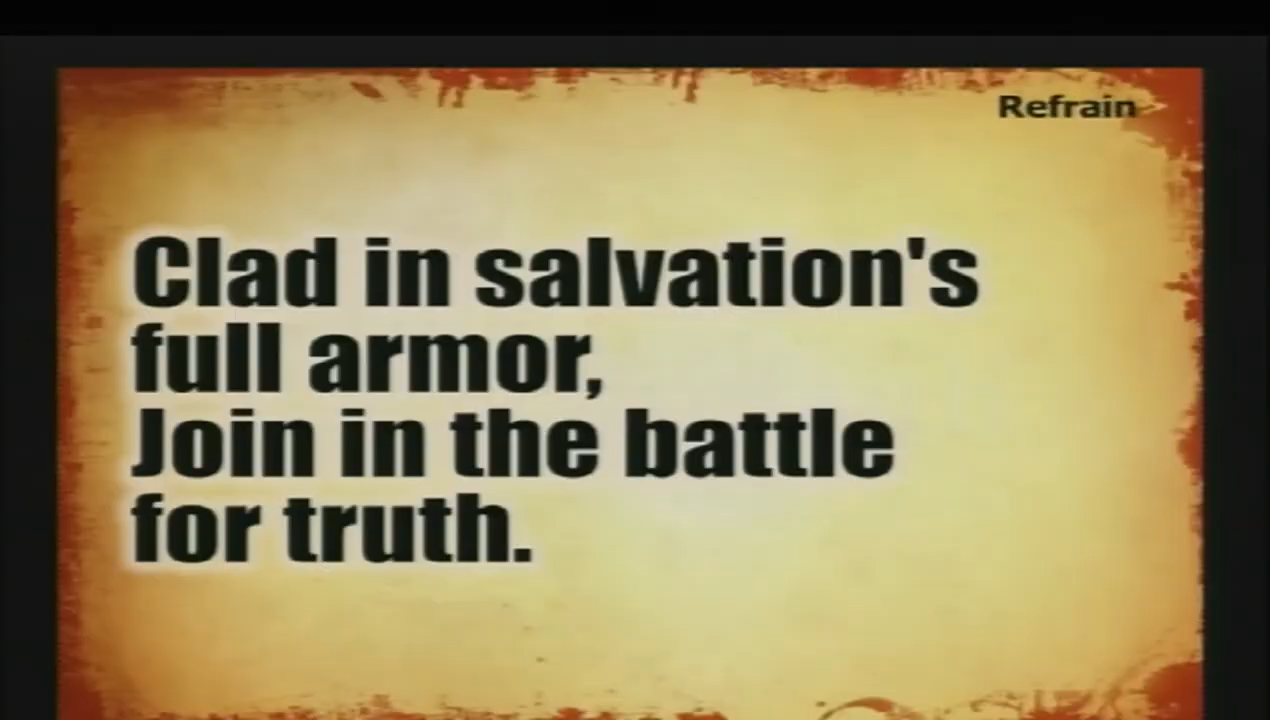 Refrain
Clad in salvation's
full armor,
Join in the battle
for truth.